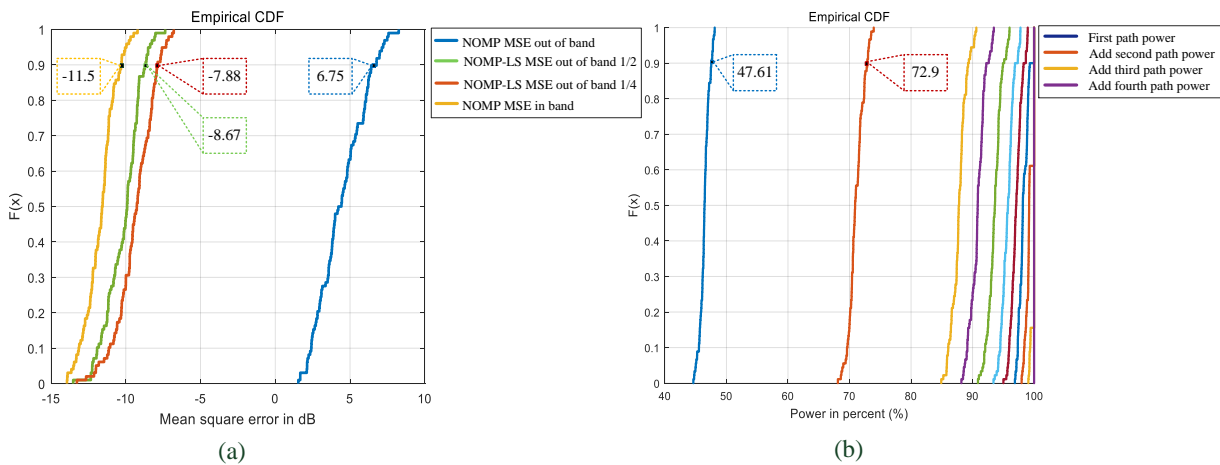 Empirical CDF
1
0.9
0.8
0.7
0.6
0.5
0.4
0.3
0.2
0.1
0
F(x)
-15
-10
-5
0
5
10
Mean square error in dB
-11.5
-7.88
-8.67
6.75
NOMP MSE out of band
NOMP-LS MSE out of band 1/2
NOMP-LS MSE out of band 1/4
NOMP MSE in band
(a)
Empirical CDF
1
0.9
0.8
0.7
0.6
0.5
0.4
0.3
0.2
0.1
0
F(x)
40
50
60
70
80
90
100
Power in percent (%)
47.61
72.9
First path power
Add second path power
Add third path power
Add fourth path power
(b)